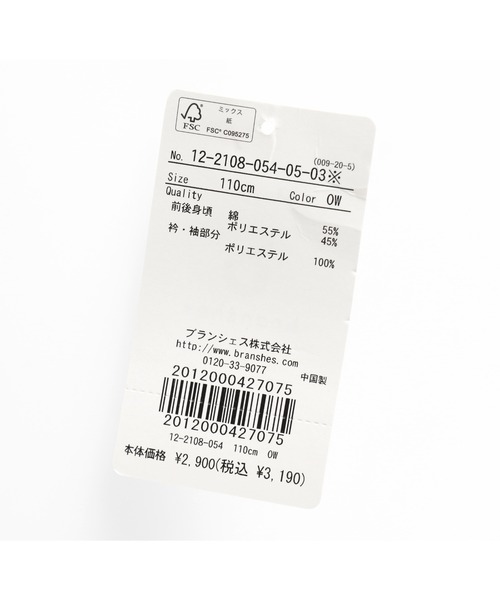 ミックス
紙
FSC
FSC® C095275
(009-20-5)
No. 12-2108-054-05-03※
Size 110cm Color OW
Quality
前後身頃 綿 55%
ポリエステル 45%
衿・袖部分
ポリエステル 100%
ブランシェス株式会社
http://www.branshes.com
0120-33-9077
中国製
2012000427075
2012000427075
12-2108-054 110cm OW
本体価格 ¥2,900(税込 ¥3,190)